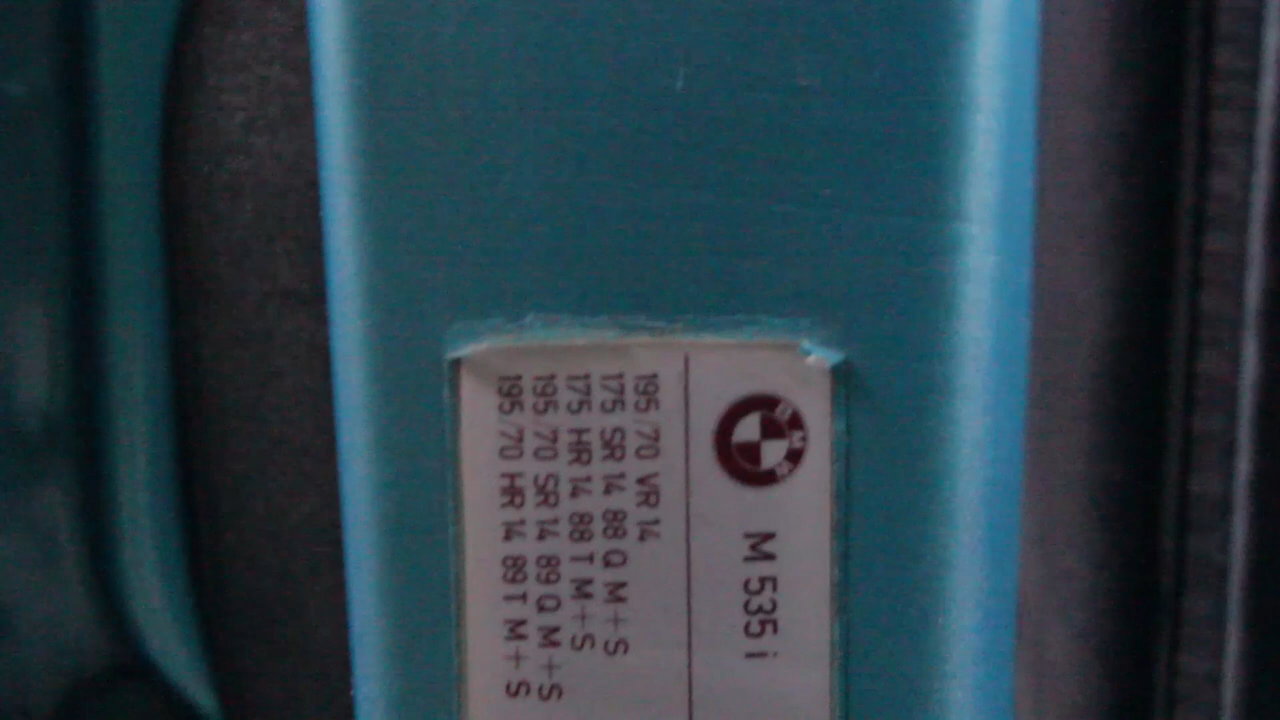 BMW M 535 i
195/70 VR 14
175 SR 14 88 Q M+S
175 HR 14 88 T M+S
195/70 SR 14 89 Q M+S
195/70 HR 14 89 T M+S